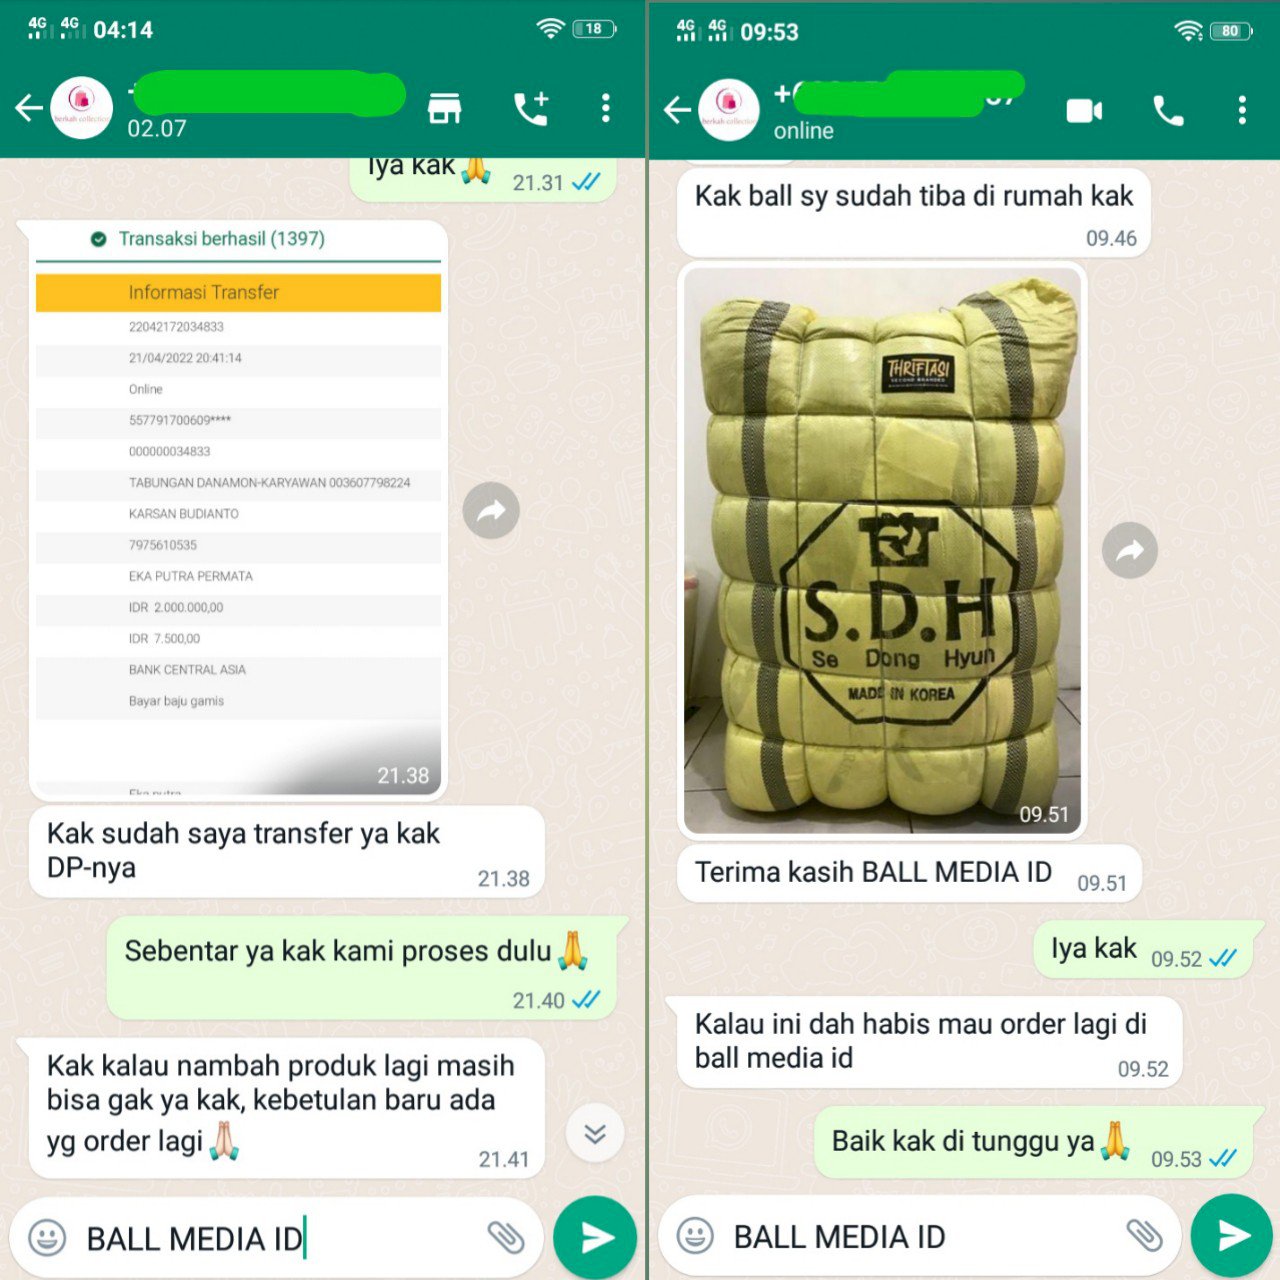 4G 4G 04:14
18
berkah collection
02.07
Iya kak🙏 21.31
Transaksi berhasil (1397)
Informasi Transfer
22042172034833
21/04/2022 20:41:14
Online
557791700609****
000000034833
TABUNGAN DANAMON-KARYAWAN 003607798224
KARSAN BUDIANTO
7975610535
EKA PUTRA PERMATA
IDR 2.000.000,00
IDR 7.500,00
BANK CENTRAL ASIA
Bayar baju gamis
Eka putra
21.38
Kak sudah saya transfer ya kak
DP-nya
21.38
Sebentar ya kak kami proses dulu🙏
21.40
Kak kalau nambah produk lagi masih
bisa gak ya kak, kebetulan baru ada
yg order lagi🙏
21.41
BALL MEDIA ID
4G 4G 09:53
80
berkah collection
online
Kak ball sy sudah tiba di rumah kak
09.46
THRIFTASI
SECOND BRANDED
S.D.H
Se Dong Hyun
MADE IN KOREA
09.51
Terima kasih BALL MEDIA ID 09.51
Iya kak 09.52
Kalau ini dah habis mau order lagi di
ball media id
09.52
Baik kak di tunggu ya🙏 09.53
BALL MEDIA ID